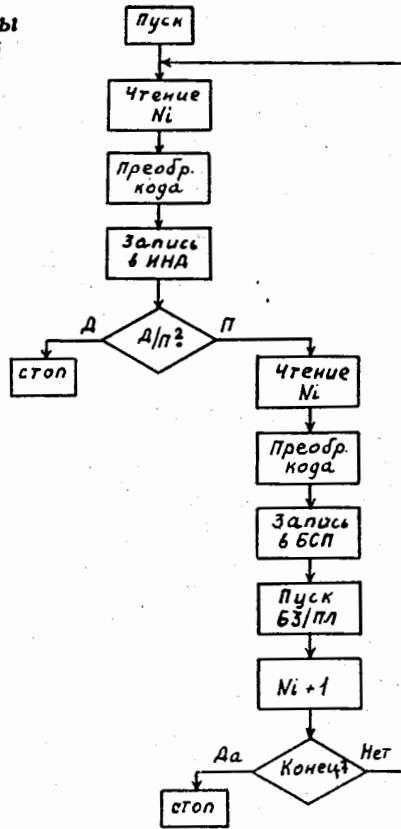 ы
Пуск
Чтение
Ni
Преобр.
кода
Запись
в ИНД
Д
Д/П?
П
стоп
Чтение
Ni
Преобр.
кода
Запись
в БСП
Пуск
БЗ/ПЛ
Ni+1
Да
Конец?
Нет
стоп